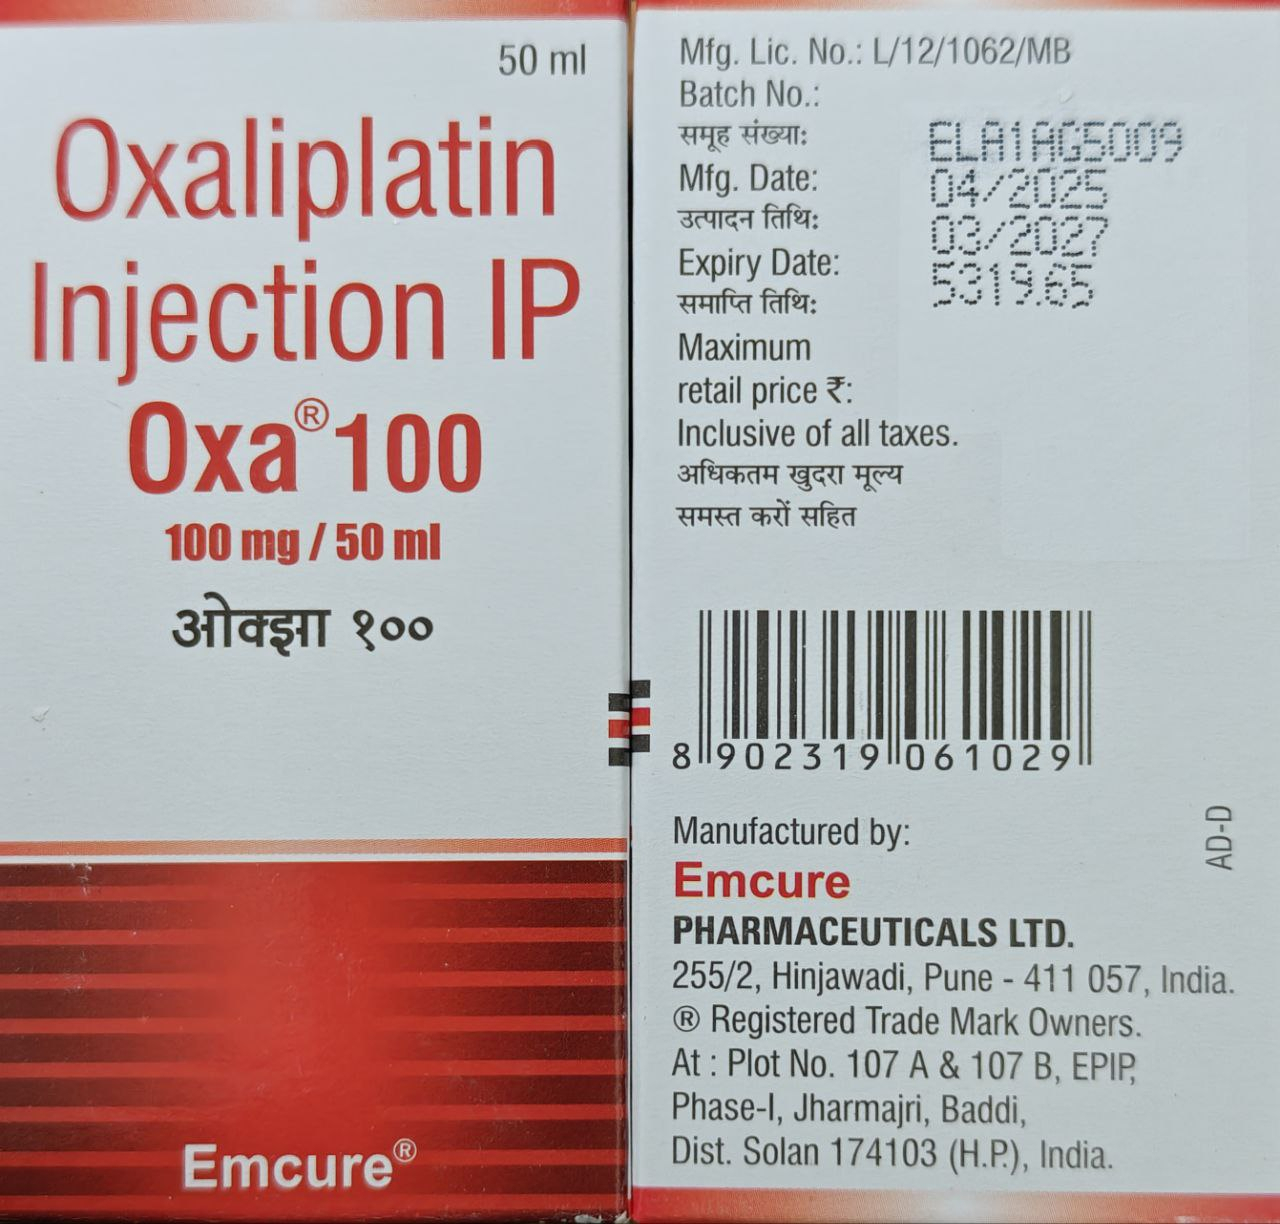 50 ml
Oxaliplatin
Injection IP
Oxa® 100
100 mg / 50 ml
ओक्झा १००
Emcure®
Mfg. Lic. No.: L/12/1062/MB
Batch No.:
समूह संख्या: ELA1AG5009
Mfg. Date: 04/2025
उत्पादन तिथि: 03/2027
Expiry Date: 5319.65
समाप्ति तिथि:
Maximum
retail price ₹:
Inclusive of all taxes.
अधिकतम खुदरा मूल्य
समस्त करों सहित
8 902319 061029
Manufactured by:
Emcure
PHARMACEUTICALS LTD.
255/2, Hinjawadi, Pune - 411 057, India.
® Registered Trade Mark Owners.
At : Plot No. 107 A & 107 B, EPIP,
Phase-I, Jharmajri, Baddi,
Dist. Solan 174103 (H.P.), India.
AD-D